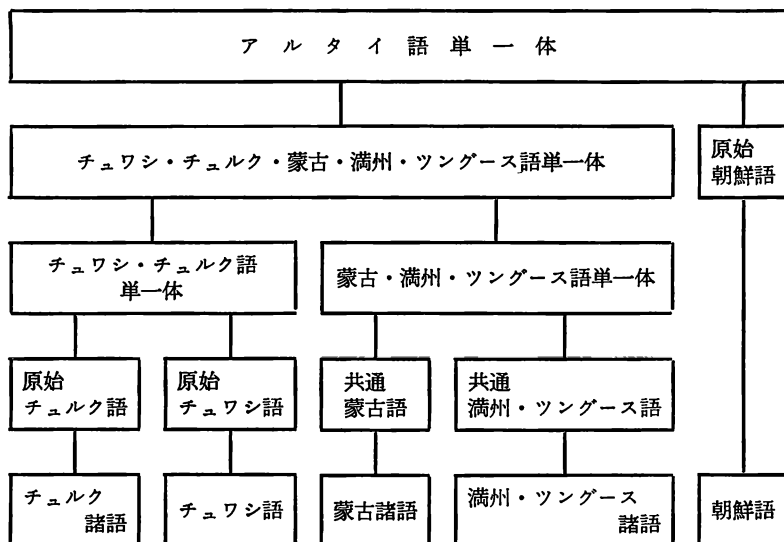 アルタイ語単一体
チュワシ・チュルク・蒙古・満州・ツングース語単一体
原始
朝鮮語
チュワシ・チュルク語
単一体
蒙古・満州・ツングース語単一体
原始
チュルク語
原始
チュワシ語
共通
蒙古語
共通
満州・ツングース語
チュルク
諸語
チュワシ語
蒙古諸語
満州・ツングース
諸語
朝鮮語